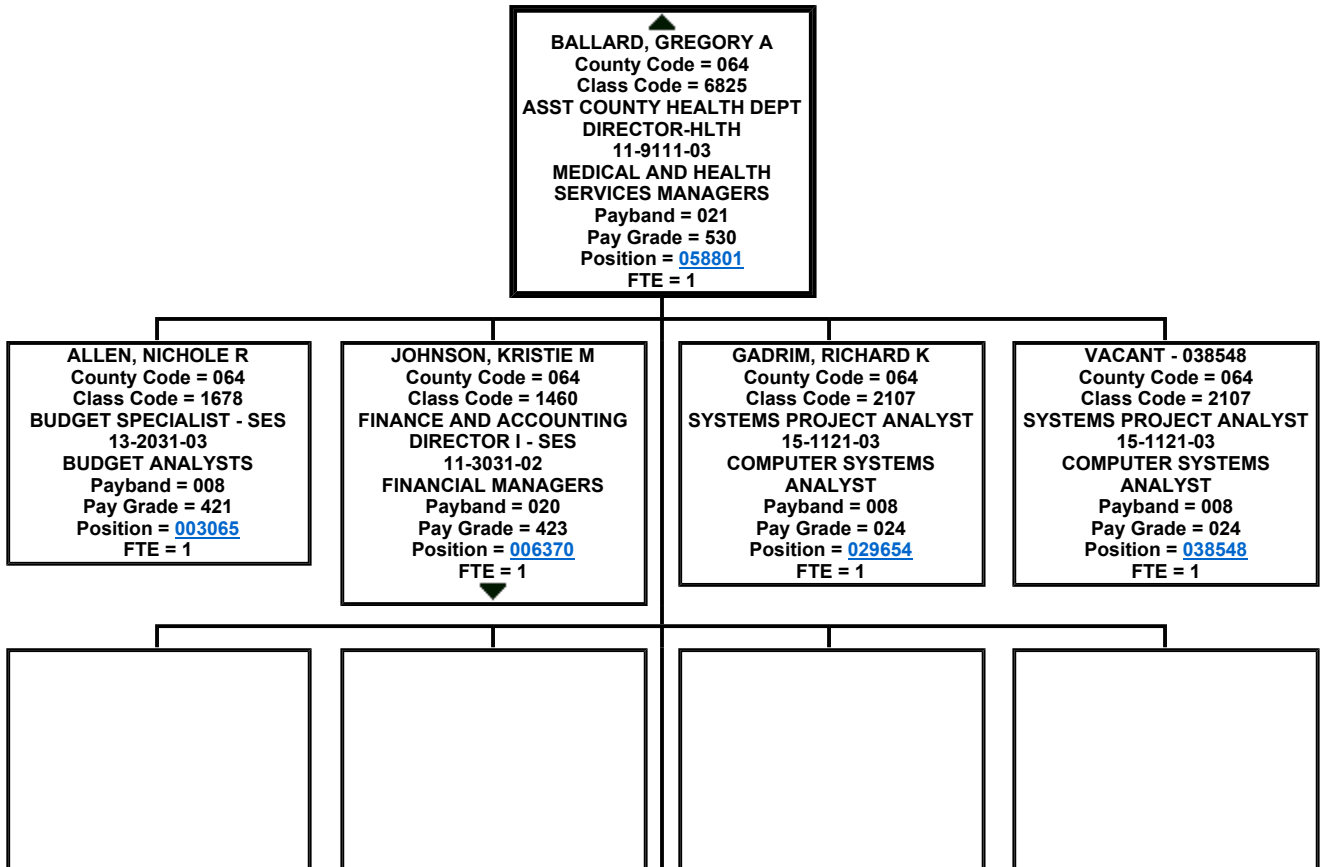 BALLARD, GREGORY A
County Code = 064
Class Code = 6825
ASST COUNTY HEALTH DEPT
DIRECTOR-HLTH
11-9111-03
MEDICAL AND HEALTH
SERVICES MANAGERS
Payband = 021
Pay Grade = 530
Position = 058801
FTE = 1
ALLEN, NICHOLE R
County Code = 064
Class Code = 1678
BUDGET SPECIALIST - SES
13-2031-03
BUDGET ANALYSTS
Payband = 008
Pay Grade = 421
Position = 003065
FTE = 1
JOHNSON, KRISTIE M
County Code = 064
Class Code = 1460
FINANCE AND ACCOUNTING
DIRECTOR I - SES
11-3031-02
FINANCIAL MANAGERS
Payband = 020
Pay Grade = 423
Position = 006370
FTE = 1
GADRIM, RICHARD K
County Code = 064
Class Code = 2107
SYSTEMS PROJECT ANALYST
15-1121-03
COMPUTER SYSTEMS
ANALYST
Payband = 008
Pay Grade = 024
Position = 029654
FTE = 1
VACANT - 038548
County Code = 064
Class Code = 2107
SYSTEMS PROJECT ANALYST
15-1121-03
COMPUTER SYSTEMS
ANALYST
Payband = 008
Pay Grade = 024
Position = 038548
FTE = 1